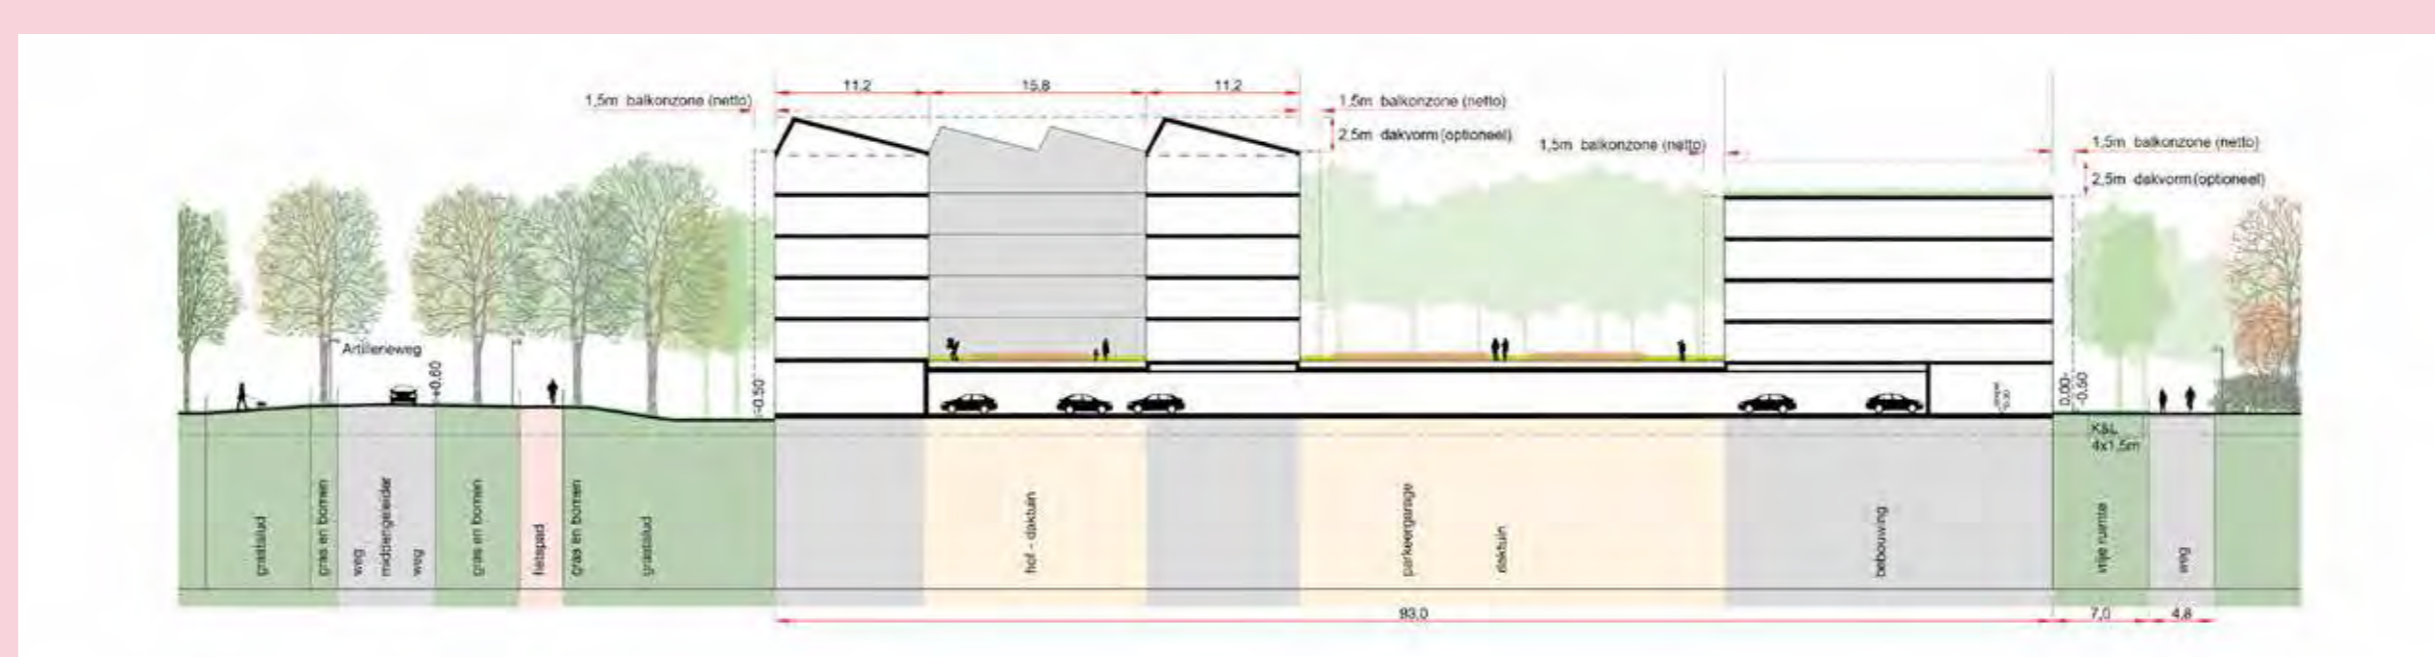 11,2
15,8
11,2
1,5m balkonzone (netto)
1,5m balkonzone (netto)
2,5m dakvorm (optioneel)
1,5m balkonzone (netto)
1,5m balkonzone (netto)
2,5m dakvorm (optioneel)
Artillerieweg
+0.60
-0.50
0.00-
-0.50
K&L
4x1,5m
grastalud
gras en bomen
weg
middengeleider
weg
gras en bomen
fietspad
gras en bomen
grastalud
hof - daktuin
parkeergarage
daktuin
bebouwing
vrije ruimte
weg
93,0
7,0
4,8